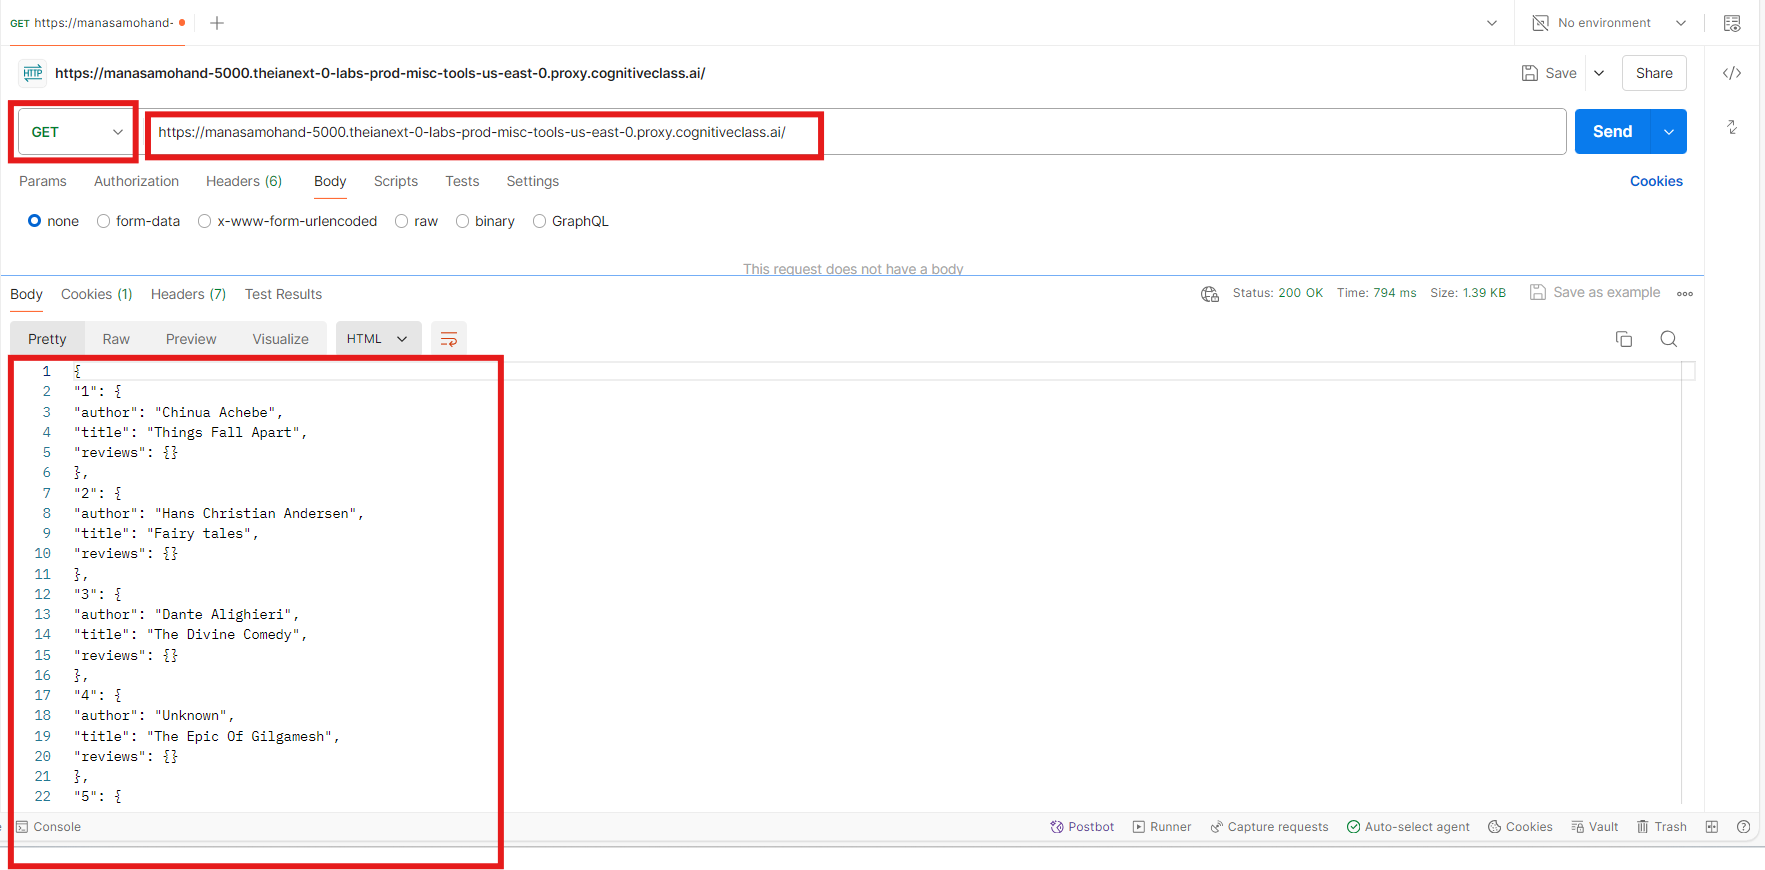 GET https://manasamohand-
No environment
HTTP https://manasamohand-5000.theianext-0-labs-prod-misc-tools-us-east-0.proxy.cognitiveclass.ai/
Save Share </>
GET https://manasamohand-5000.theianext-0-labs-prod-misc-tools-us-east-0.proxy.cognitiveclass.ai/ Send
Params Authorization Headers (6) Body Scripts Tests Settings Cookies
none form-data x-www-form-urlencoded raw binary GraphQL
This request does not have a body
Body Cookies (1) Headers (7) Test Results Status: 200 OK Time: 794 ms Size: 1.39 KB Save as example
Pretty Raw Preview Visualize HTML
1 {
2 "1": {
3 "author": "Chinua Achebe",
4 "title": "Things Fall Apart",
5 "reviews": {}
6 },
7 "2": {
8 "author": "Hans Christian Andersen",
9 "title": "Fairy tales",
10 "reviews": {}
11 },
12 "3": {
13 "author": "Dante Alighieri",
14 "title": "The Divine Comedy",
15 "reviews": {}
16 },
17 "4": {
18 "author": "Unknown",
19 "title": "The Epic Of Gilgamesh",
20 "reviews": {}
21 },
22 "5": {
Console Postbot Runner Capture requests Auto-select agent Cookies Vault Trash